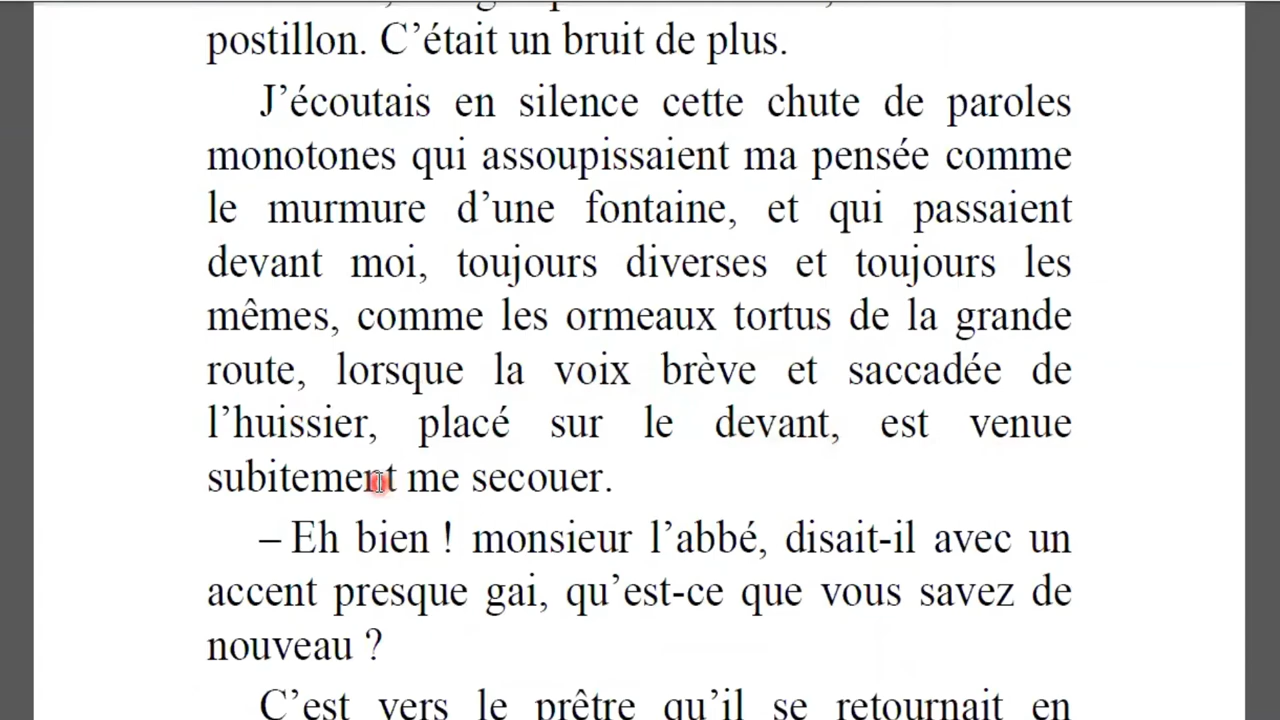 postillon. C’était un bruit de plus.
J’écoutais en silence cette chute de paroles
monotones qui assoupissaient ma pensée comme
le murmure d’une fontaine, et qui passaient
devant moi, toujours diverses et toujours les
mêmes, comme les ormeaux tortus de la grande
route, lorsque la voix brève et saccadée de
l’huissier, placé sur le devant, est venue
subitement me secouer.
– Eh bien ! monsieur l’abbé, disait-il avec un
accent presque gai, qu’est-ce que vous savez de
nouveau ?
C’est vers le prêtre qu’il se retournait en